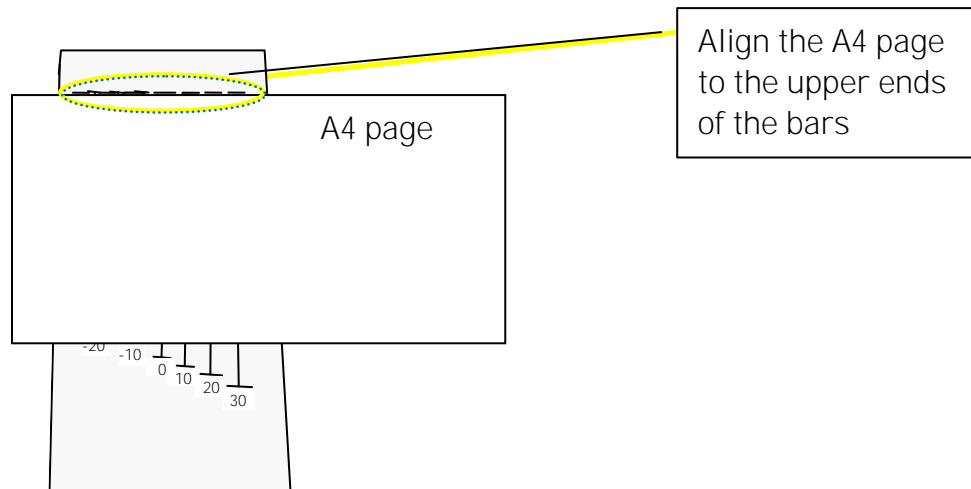 Align the A4 page
to the upper ends
of the bars
A4 page
-20
-10
0
10
20
30